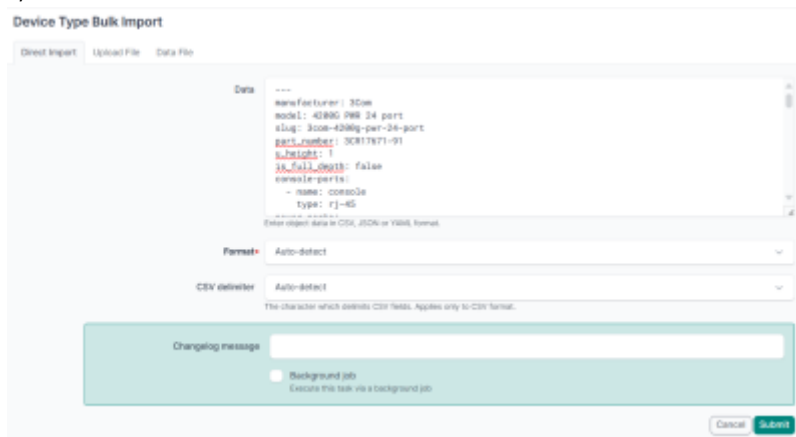 Device Type Bulk Import
Direct Import Upload File Data File
Data
---
manufacturer: 3Com
model: 4200G PWR 24 port
slug: 3com-4200g-pwr-24-port
part_number: 3CR17671-91
u_height: 1
is_full_depth: false
console-ports:
- name: console
type: rj-45
Enter object data in CSV, JSON or YAML format.
Format* Auto-detect
CSV delimiter Auto-detect
The character which delimits CSV fields. Applies only to CSV format.
Changelog message
Background job
Execute this task via a background job
Cancel Submit